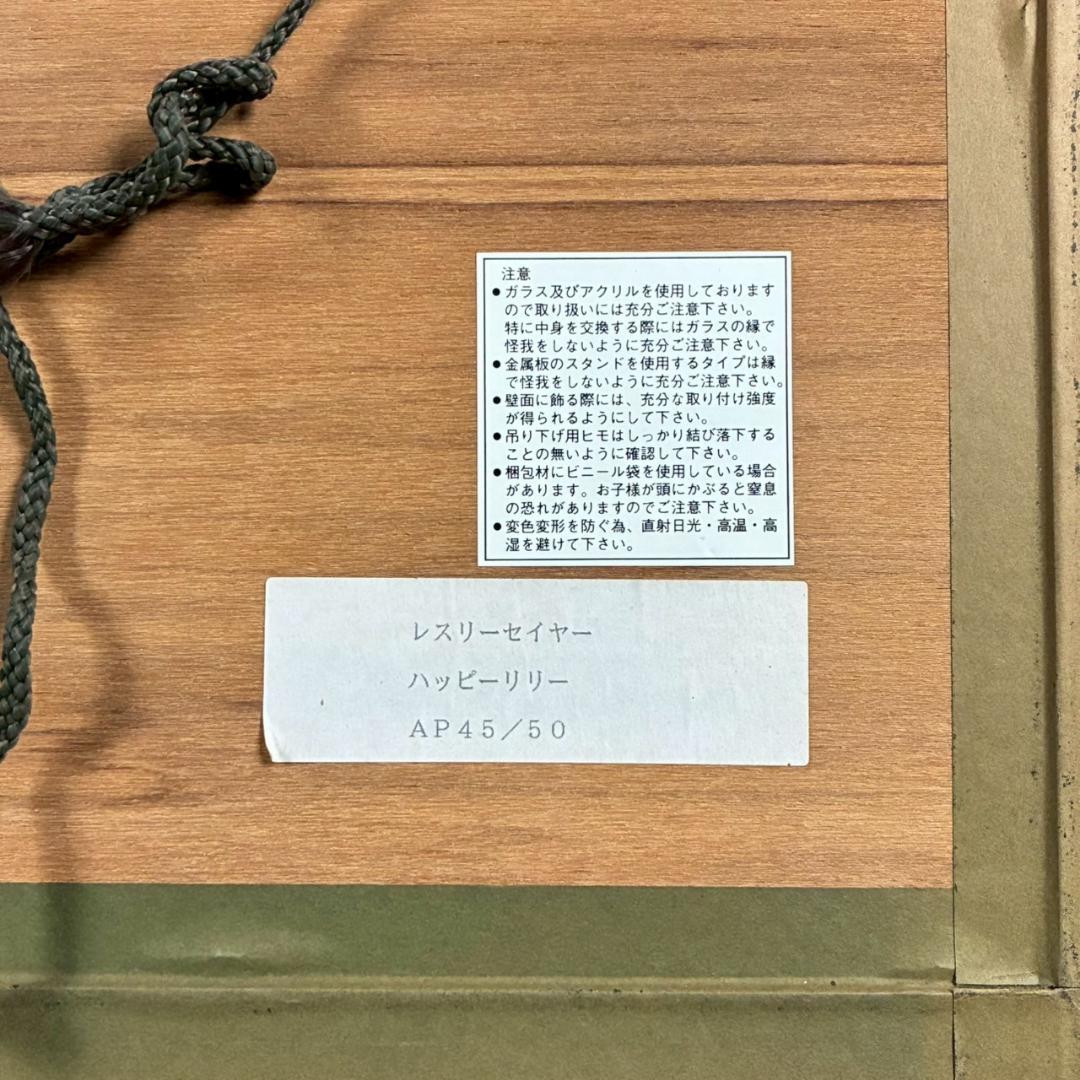 注意
●ガラス及びアクリルを使用しております
ので取り扱いには充分ご注意下さい。
特に中身を交換する際にはガラスの縁で
怪我をしないように充分ご注意下さい。
●金属板のスタンドを使用するタイプは縁
で怪我をしないように充分ご注意下さい。
●壁面に飾る際には、充分な取り付け強度
が得られるようにして下さい。
●吊り下げ用ヒモはしっかり結び落下する
ことの無いように確認して下さい。
●梱包材にビニール袋を使用している場合
があります。お子様が頭にかぶると窒息
の恐れがありますのでご注意下さい。
●変色変形を防ぐ為、直射日光・高温・高
湿を避けて下さい。
レスリーセイヤー
ハッピーリリー
AP45/50